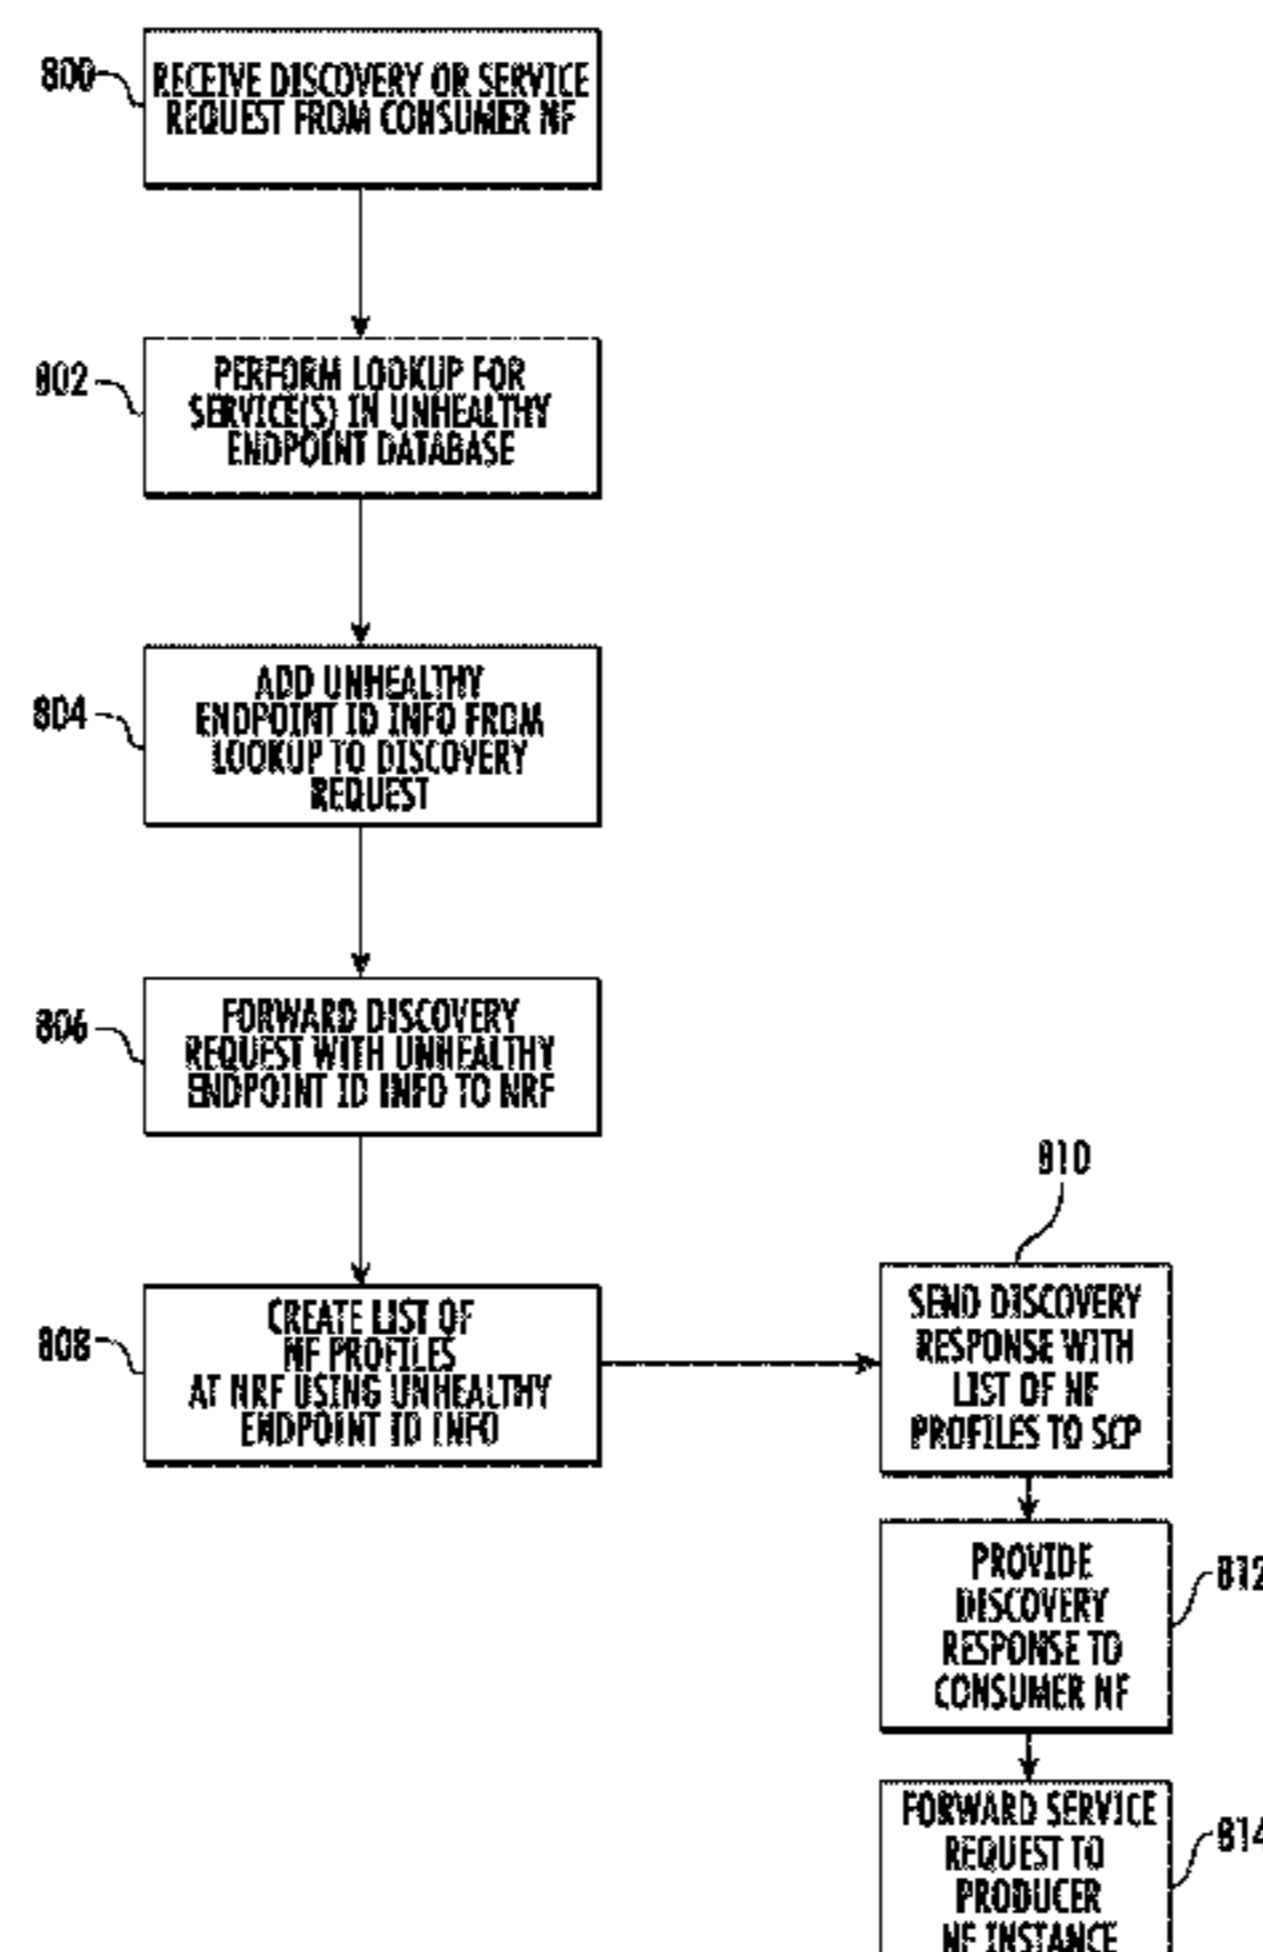 800
RECEIVE DISCOVERY OR SERVICE
REQUEST FROM CONSUMER NF
802
PERFORM LOOKUP FOR
SERVICE(S) IN UNHEALTHY
ENDPOINT DATABASE
804
ADD UNHEALTHY
ENDPOINT ID INFO FROM
LOOKUP TO DISCOVERY
REQUEST
806
FORWARD DISCOVERY
REQUEST WITH UNHEALTHY
ENDPOINT ID INFO TO NRF
808
CREATE LIST OF
NF PROFILES
AT NRF USING UNHEALTHY
ENDPOINT ID INFO
810
SEND DISCOVERY
RESPONSE WITH
LIST OF NF
PROFILES TO SCP
812
PROVIDE
DISCOVERY
RESPONSE TO
CONSUMER NF
814
FORWARD SERVICE
REQUEST TO
PRODUCER
NF INSTANCE